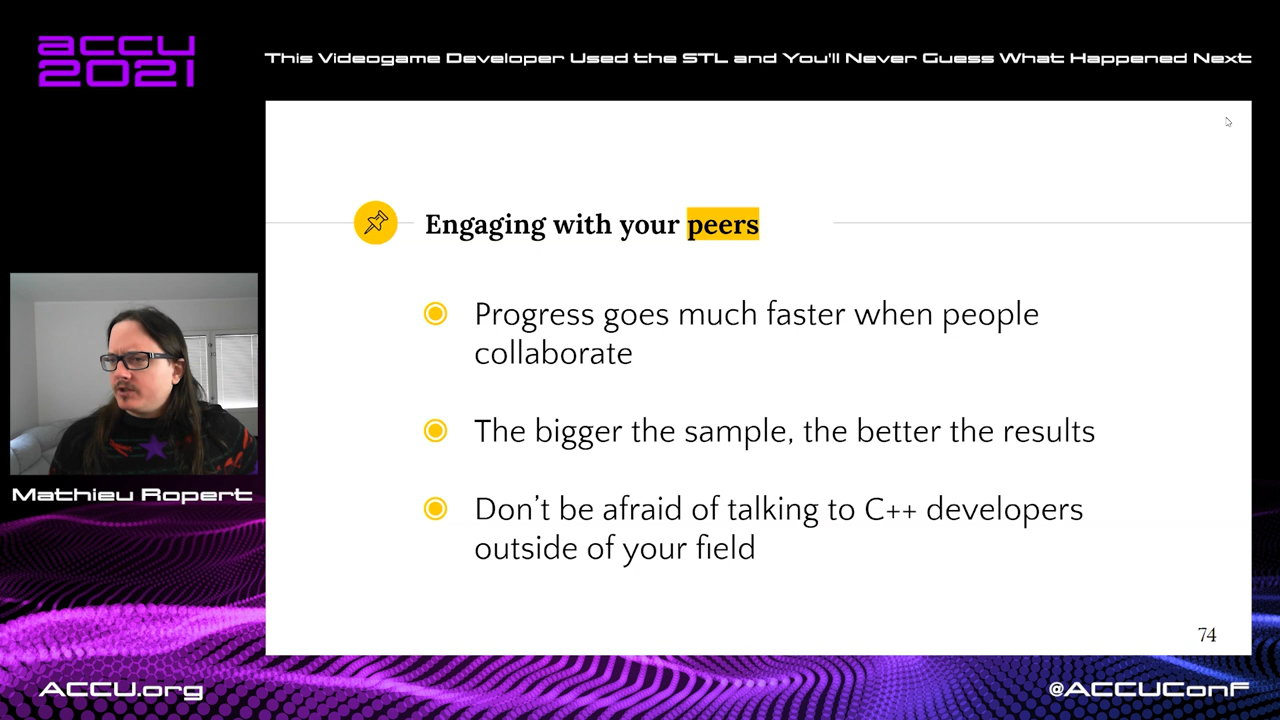 accu
2021
This Videogame Developer Used the STL and You'll Never Guess What Happened Next
Engaging with your peers
Progress goes much faster when people
collaborate
The bigger the sample, the better the results
Don’t be afraid of talking to C++ developers
outside of your field
74
Mathieu Ropert
ACCU.org
@ACCUConf